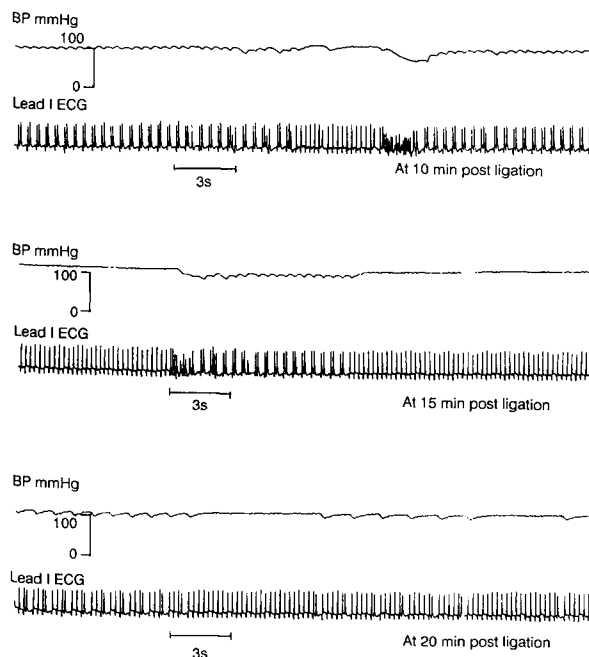 BP mmHg
100
0
Lead I ECG
3s
At 10 min post ligation
BP mmHg
100
0
Lead I ECG
3s
At 15 min post ligation
BP mmHg
100
0
Lead I ECG
3s
At 20 min post ligation